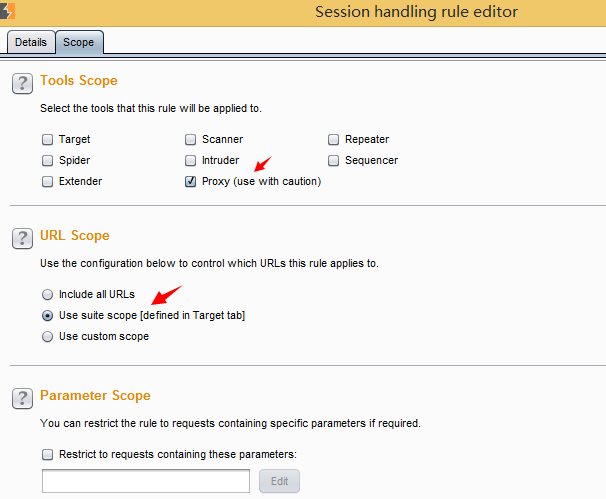 Session handling rule editor
Details Scope
? Tools Scope
Select the tools that this rule will be applied to.
Target Scanner Repeater
Spider Intruder Sequencer
Extender Proxy (use with caution)
? URL Scope
Use the configuration below to control which URLs this rule applies to.
Include all URLs
Use suite scope [defined in Target tab]
Use custom scope
? Parameter Scope
You can restrict the rule to requests containing specific parameters if required.
Restrict to requests containing these parameters:
Edit